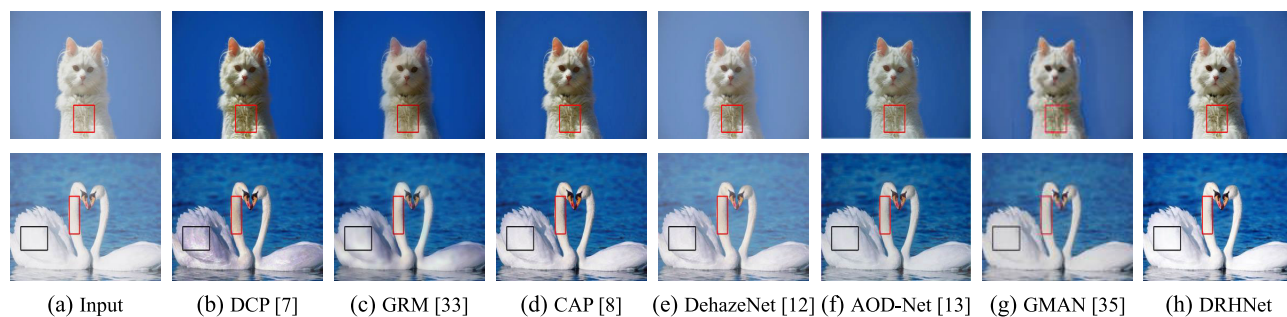 (a) Input (b) DCP [7] (c) GRM [33] (d) CAP [8] (e) DehazeNet [12] (f) AOD-Net [13] (g) GMAN [35] (h) DRHNet